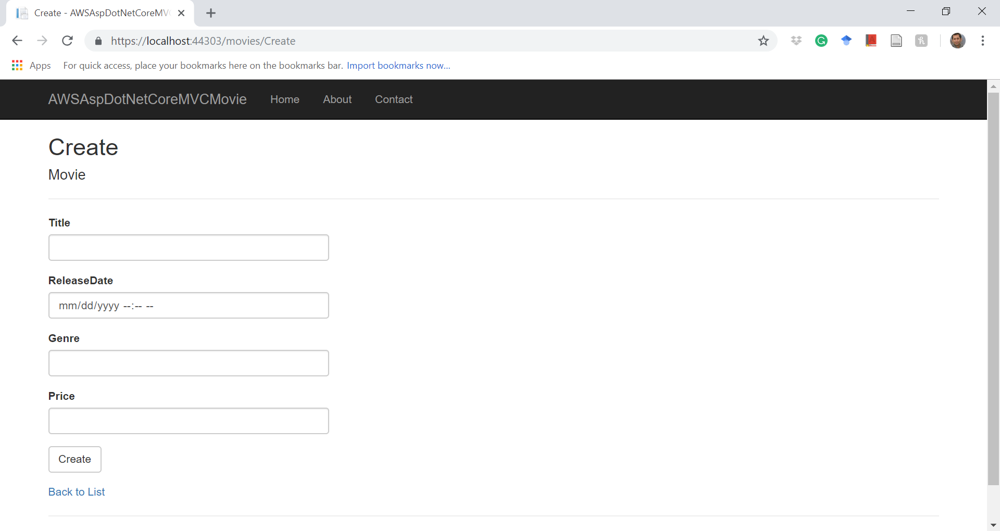 Create - AWSAspDotNetCoreMV
https://localhost:44303/movies/Create
Apps For quick access, place your bookmarks here on the bookmarks bar. Import bookmarks now...
AWSAspDotNetCoreMVCMovie Home About Contact
Create
Movie
Title
ReleaseDate
mm/dd/yyyy --:-- --
Genre
Price
Create
Back to List